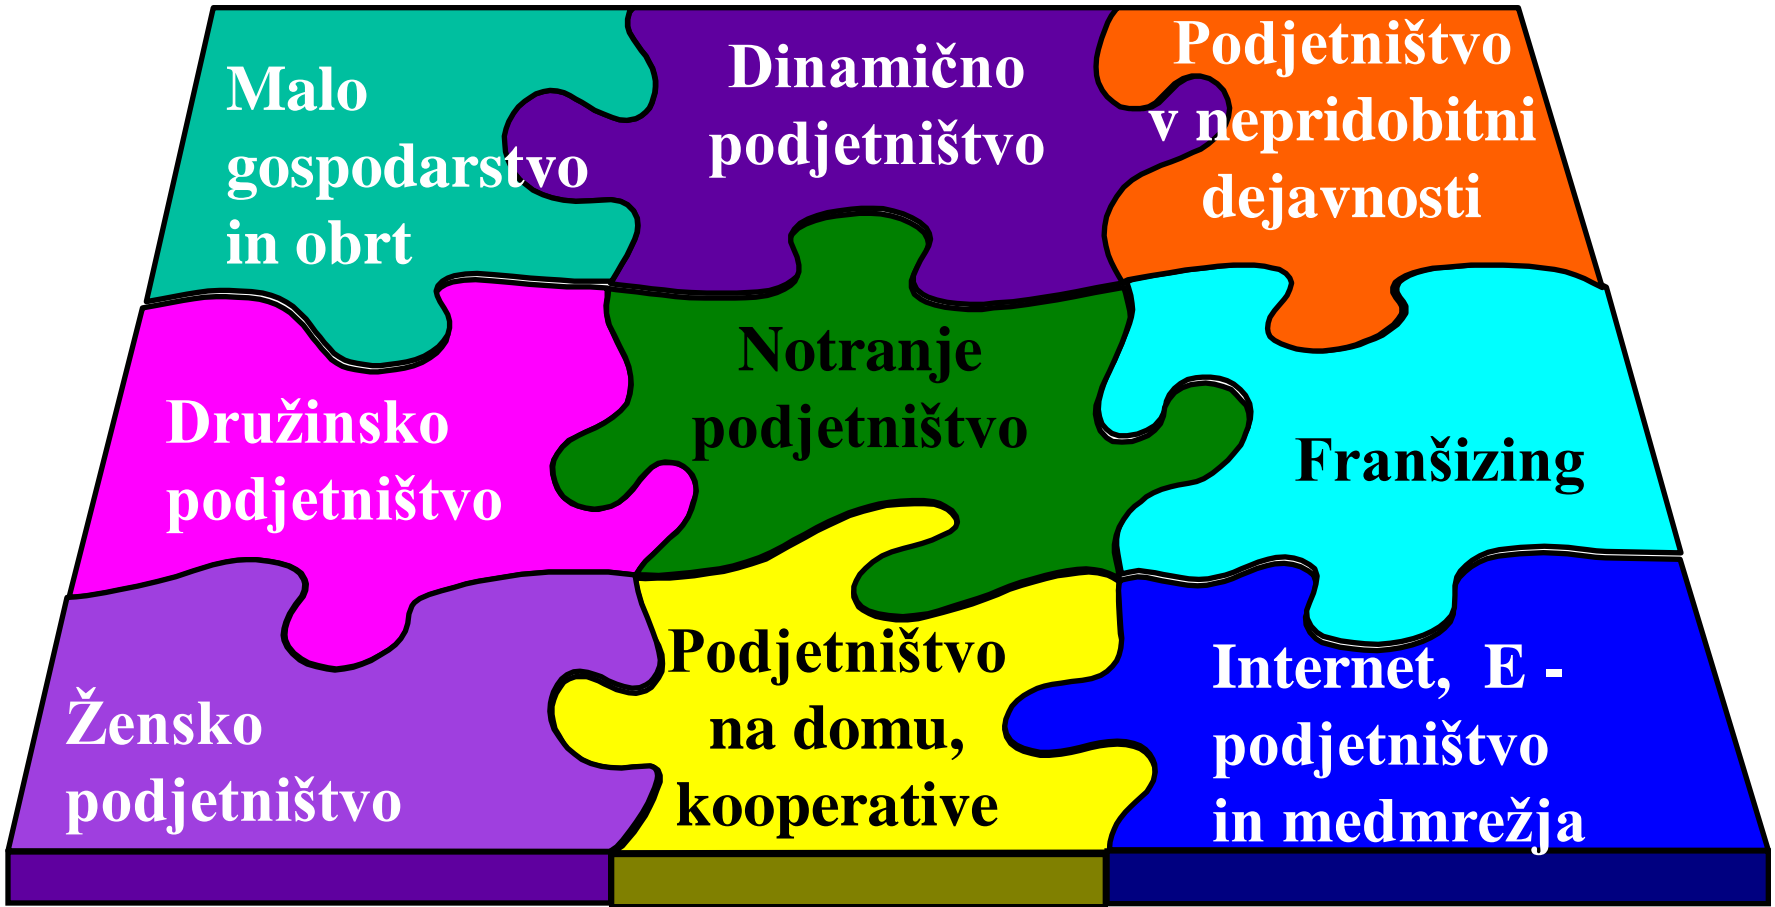 Malo
gospodarstvo
in obrt
Dinamično
podjetništvo
Podjetništvo
v nepridobitni
dejavnosti
Družinsko
podjetništvo
Notranje
podjetništvo
Franšizing
Žensko
podjetništvo
Podjetništvo
na domu,
kooperative
Internet,  E -
podjetništvo
in medmrežja